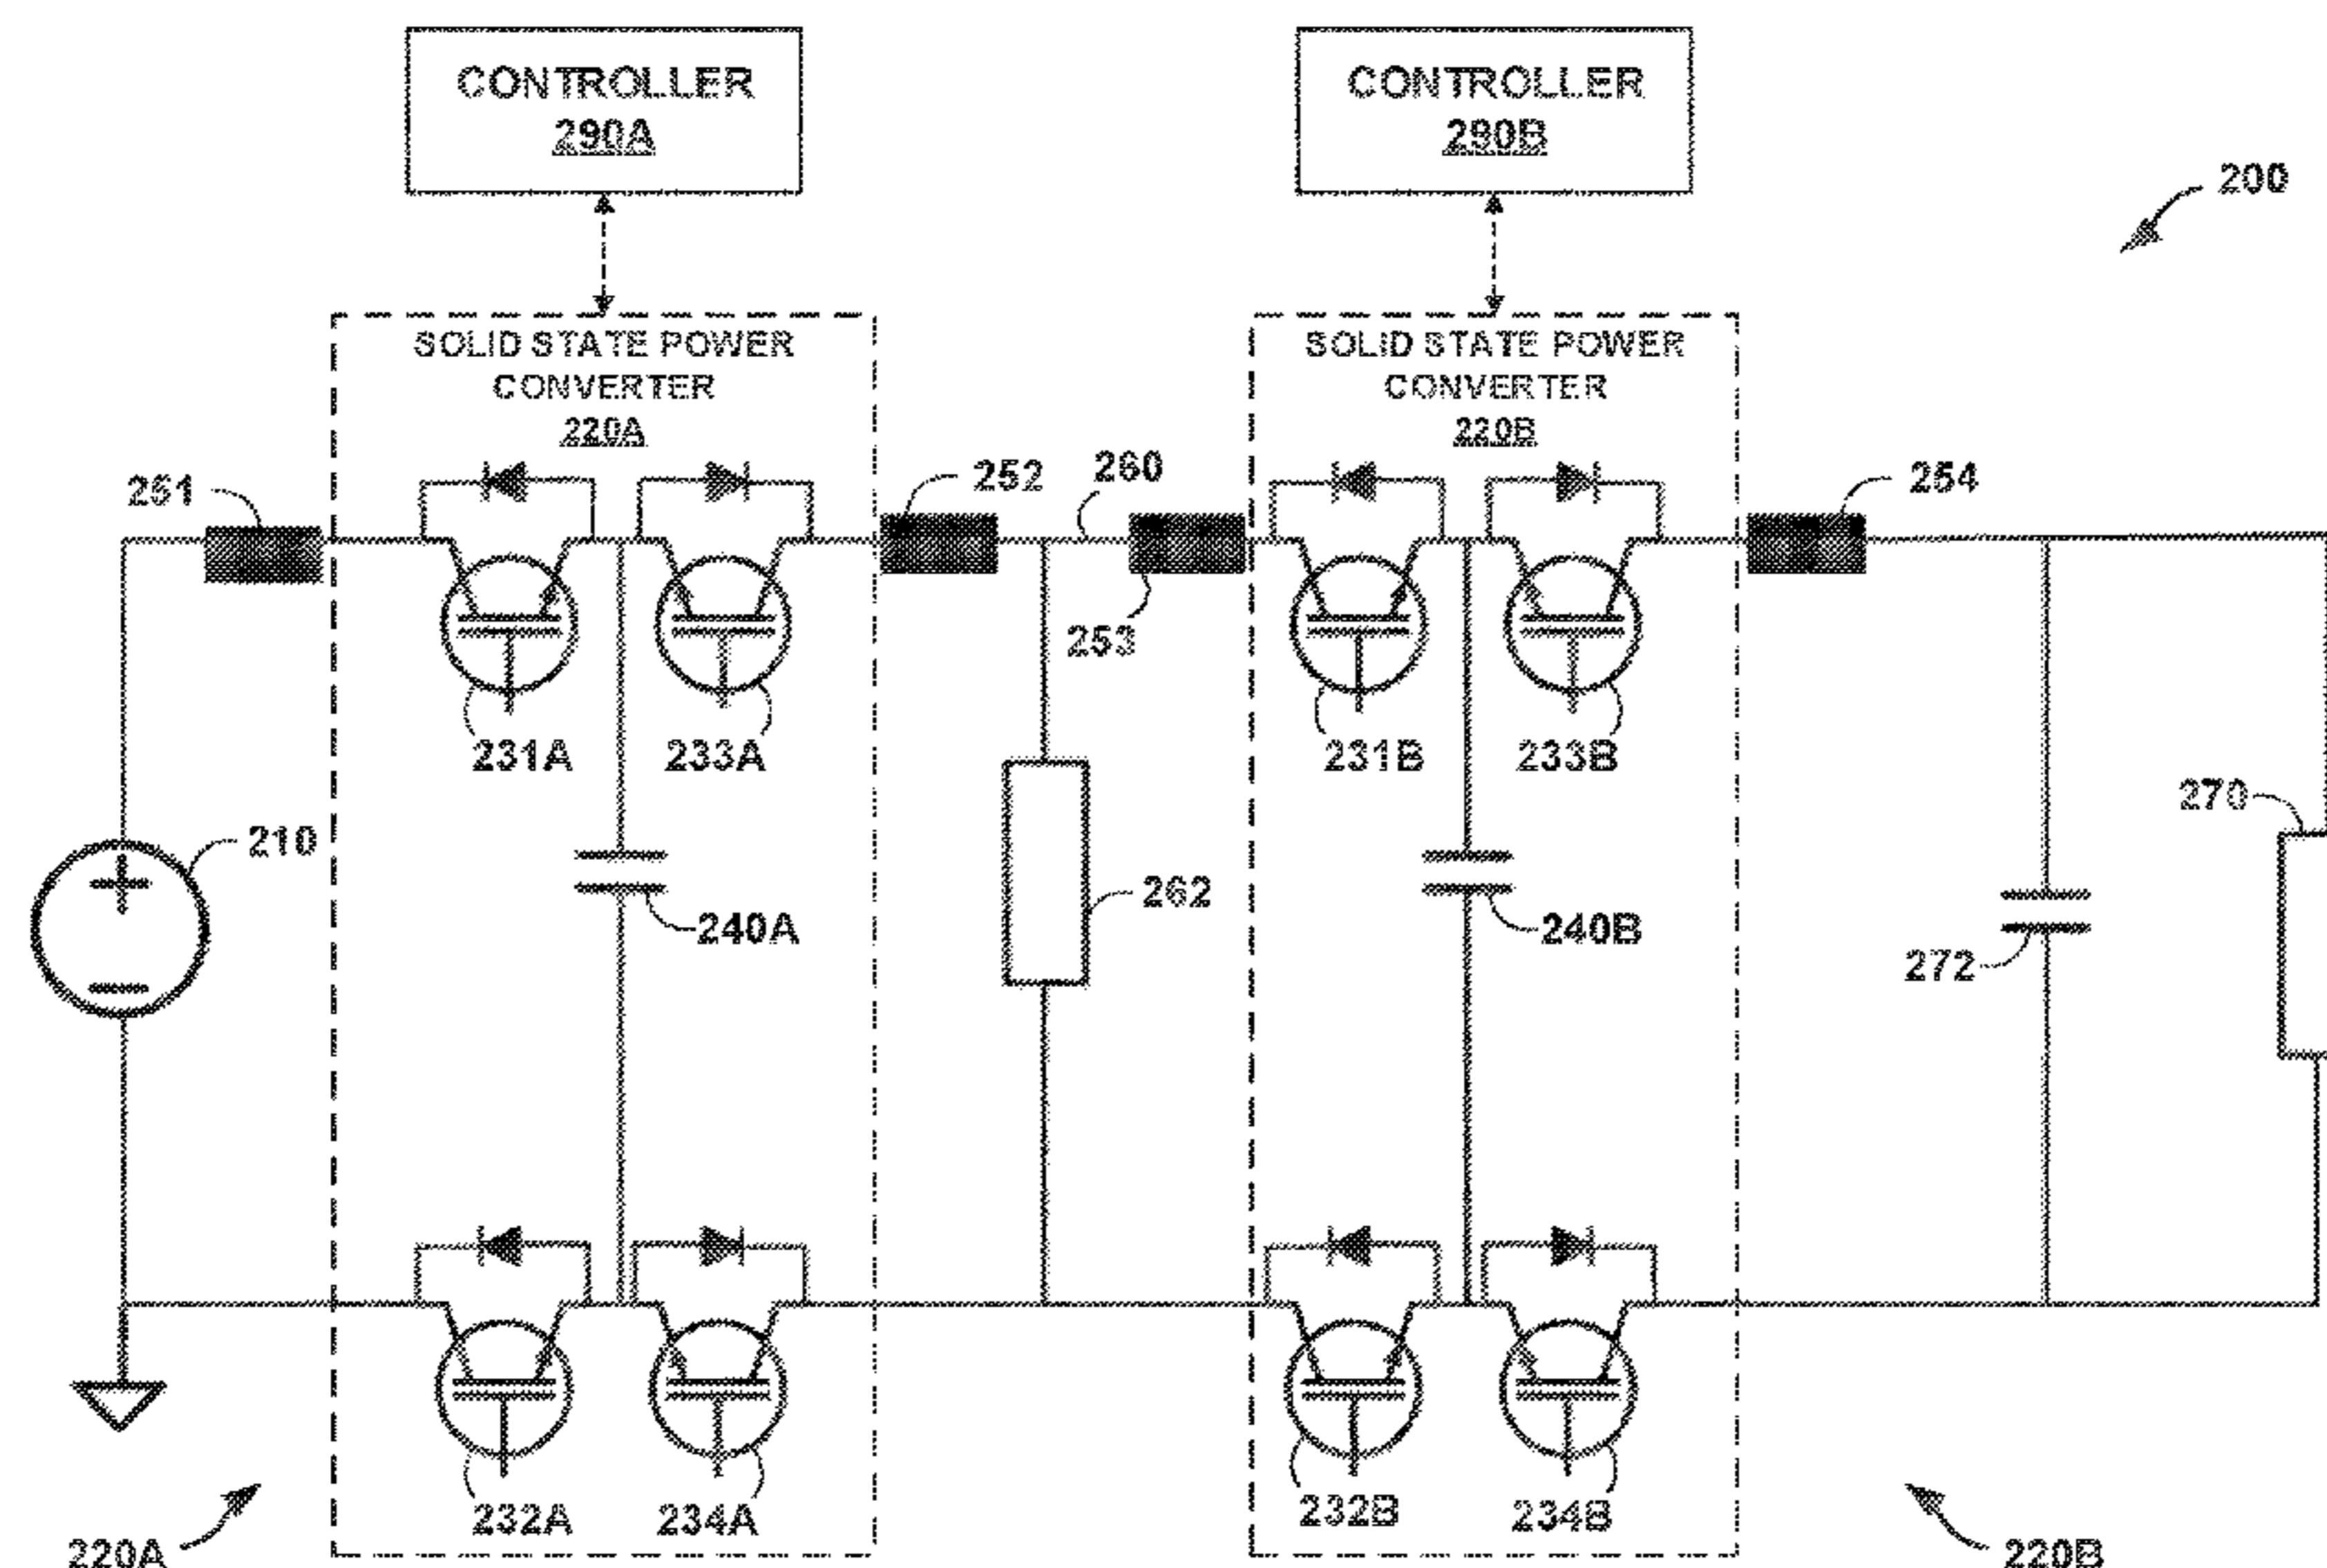 CONTROLLER
290A
CONTROLLER
290B
200
SOLID STATE POWER
CONVERTER
220A
SOLID STATE POWER
CONVERTER
220B
251
252
260
253
254
231A
233A
231B
233B
210
240A
262
240B
272
270
232A
234A
232B
234B
220A
220B